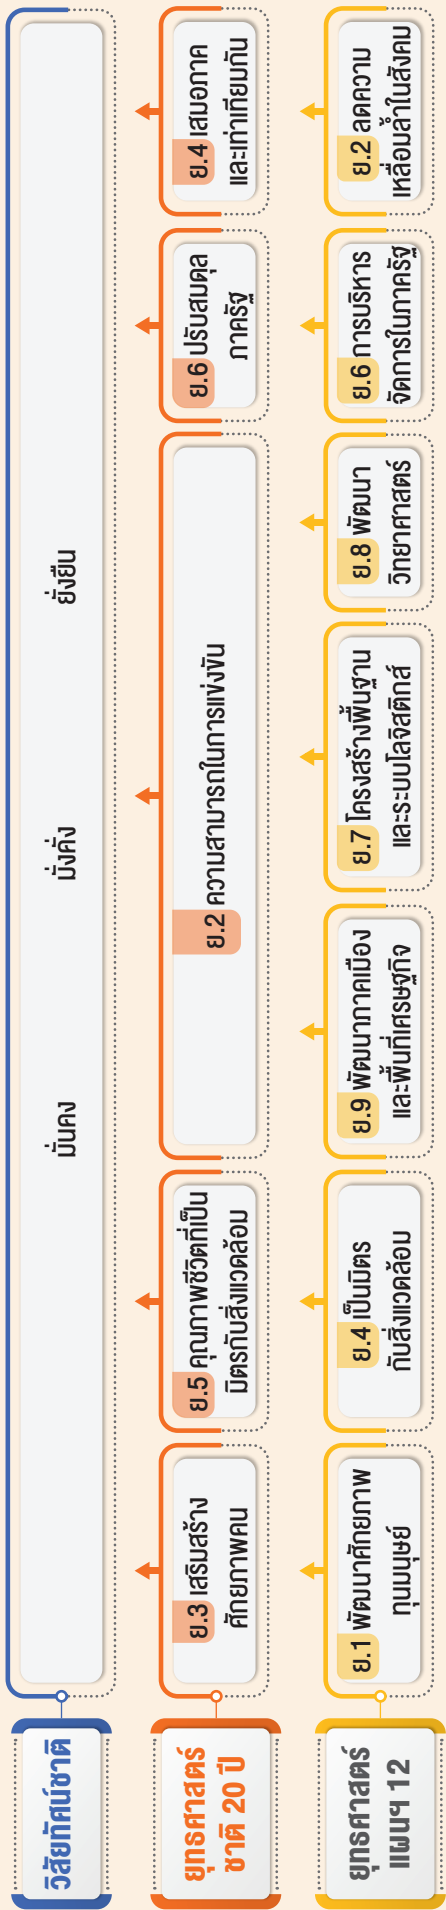 วิสัยทัศน์ชาติ
มั่นคง
มั่งคั่ง
ยั่งยืน
ยุทธศาสตร์
ชาติ 20 ปี
ย.3 เสริมสร้าง
ศักยภาพคน
ย.5 คุณภาพชีวิตที่เป็น
มิตรกับสิ่งแวดล้อม
ย.2 ความสามารถในการแข่งขัน
ย.6 ปรับสมดุล
ภาครัฐ
ย.4 เสมอภาค
และเท่าเทียมกัน
ยุทธศาสตร์
แผนฯ 12
ย.1 พัฒนาศักยภาพ
ทุนมนุษย์
ย.4 เป็นมิตร
กับสิ่งแวดล้อม
ย.9 พัฒนาภาคเมือง
และพื้นที่เศรษฐกิจ
ย.7 โครงสร้างพื้นฐาน
และระบบโลจิสติกส์
ย.8 พัฒนา
วิทยาศาสตร์
ย.6 การบริหาร
จัดการในภาครัฐ
ย.2 ลดความ
เหลื่อมล้ำในสังคม